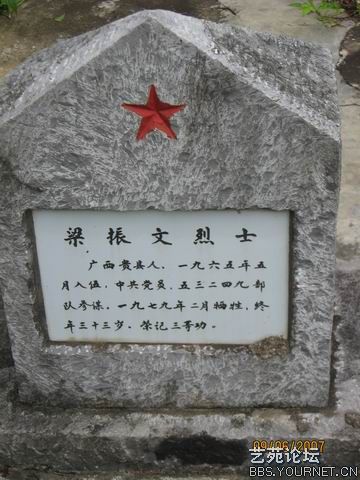 梁振文烈士
广西贵县人，一九六五年五
月入伍，中共党员，五三二四九部
队参谋，一九七九年二月牺牲，终
年三十三岁。荣记三等功。
09/06/2007
艺苑论坛
BBS.YOURNET.CN